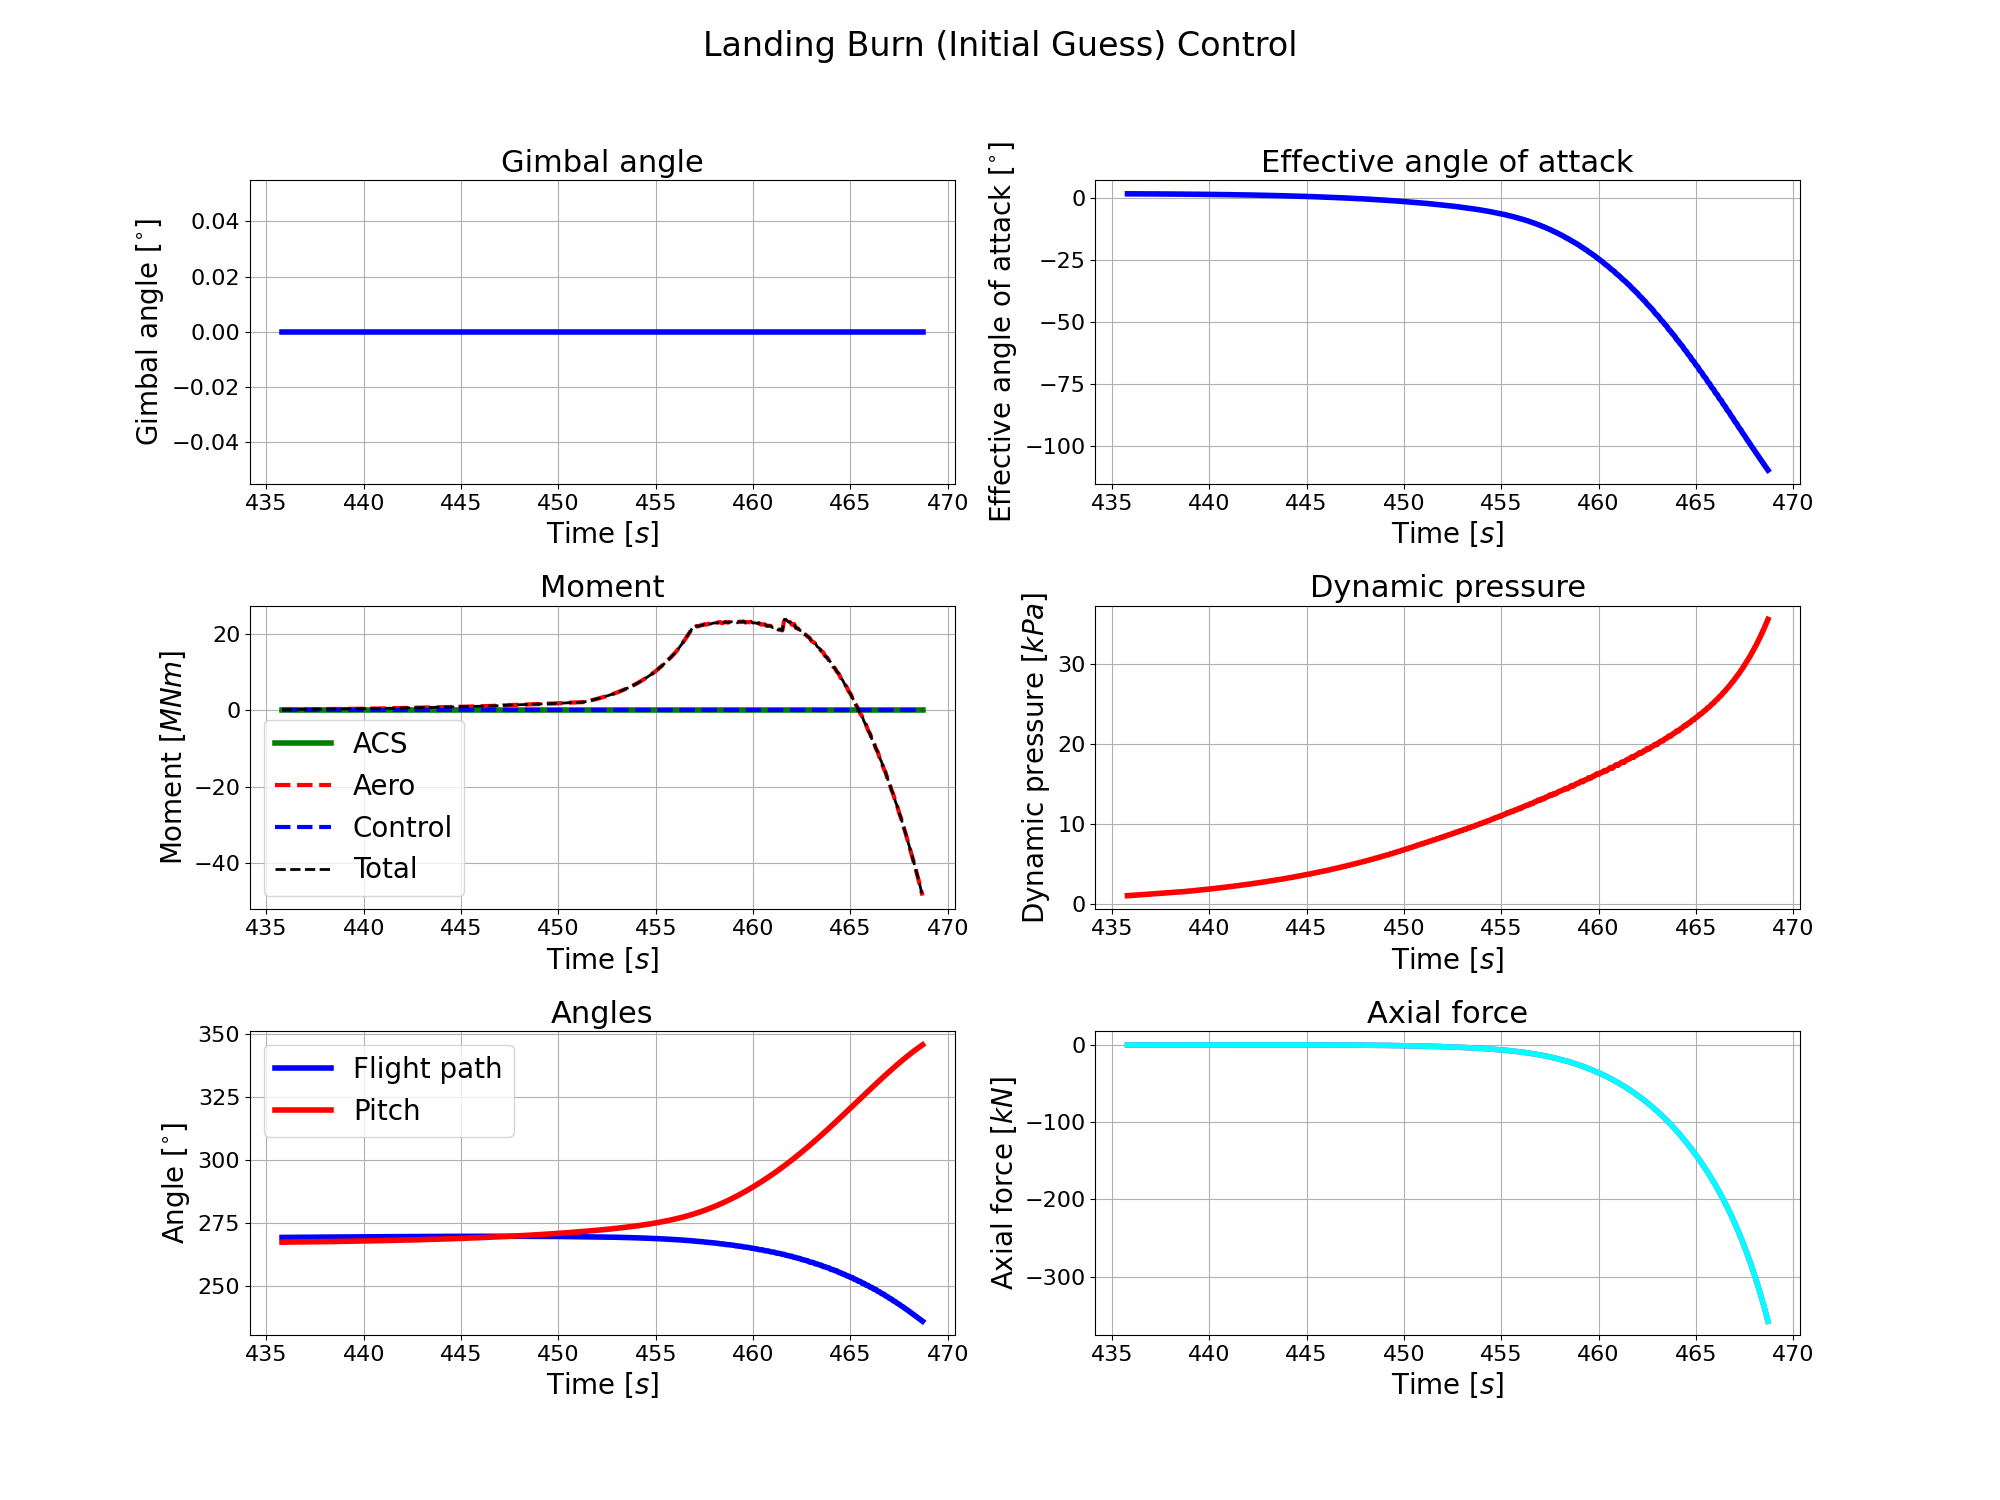 Landing Burn (Initial Guess) Control
Gimbal angle
Gimbal angle [°]
0.04
0.02
0.00
−0.02
−0.04
435 440 445 450 455 460 465 470
Time [s]
Effective angle of attack
Effective angle of attack [°]
0
−25
−50
−75
−100
435 440 445 450 455 460 465 470
Time [s]
Moment
Moment [MNm]
20
0
−20
−40
ACS
Aero
Control
Total
435 440 445 450 455 460 465 470
Time [s]
Dynamic pressure
Dynamic pressure [kPa]
30
20
10
0
435 440 445 450 455 460 465 470
Time [s]
Angles
Angle [°]
350
325
300
275
250
Flight path
Pitch
435 440 445 450 455 460 465 470
Time [s]
Axial force
Axial force [kN]
0
−100
−200
−300
435 440 445 450 455 460 465 470
Time [s]